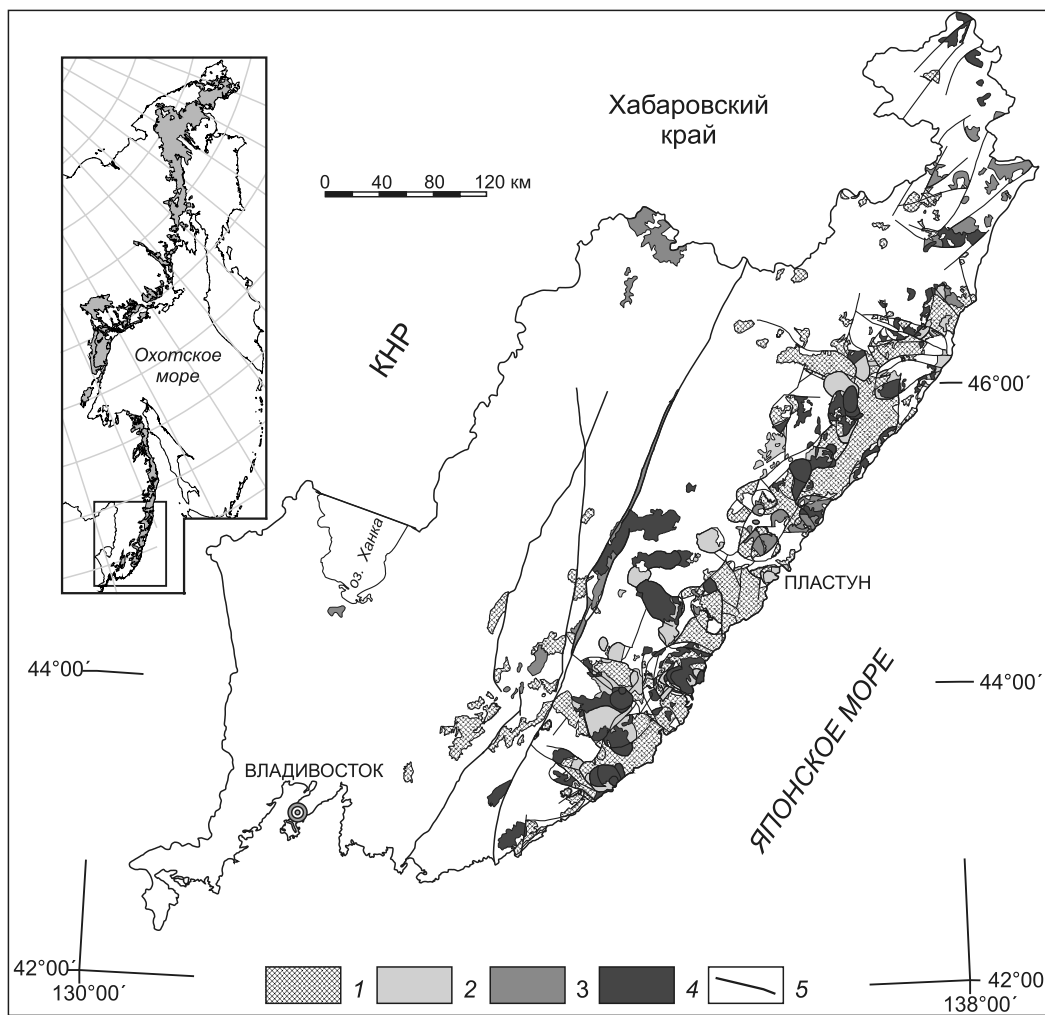 Хабаровский
край
0 40 80 120 км
КНР
Охотское
море
46°00´
оз. Ханка
ПЛАСТУН
44°00´
44°00´
ВЛАДИВОСТОК
ЯПОНСКОЕ МОРЕ
42°00´
130°00´
1 2 3 4 5
42°00´
138°00´